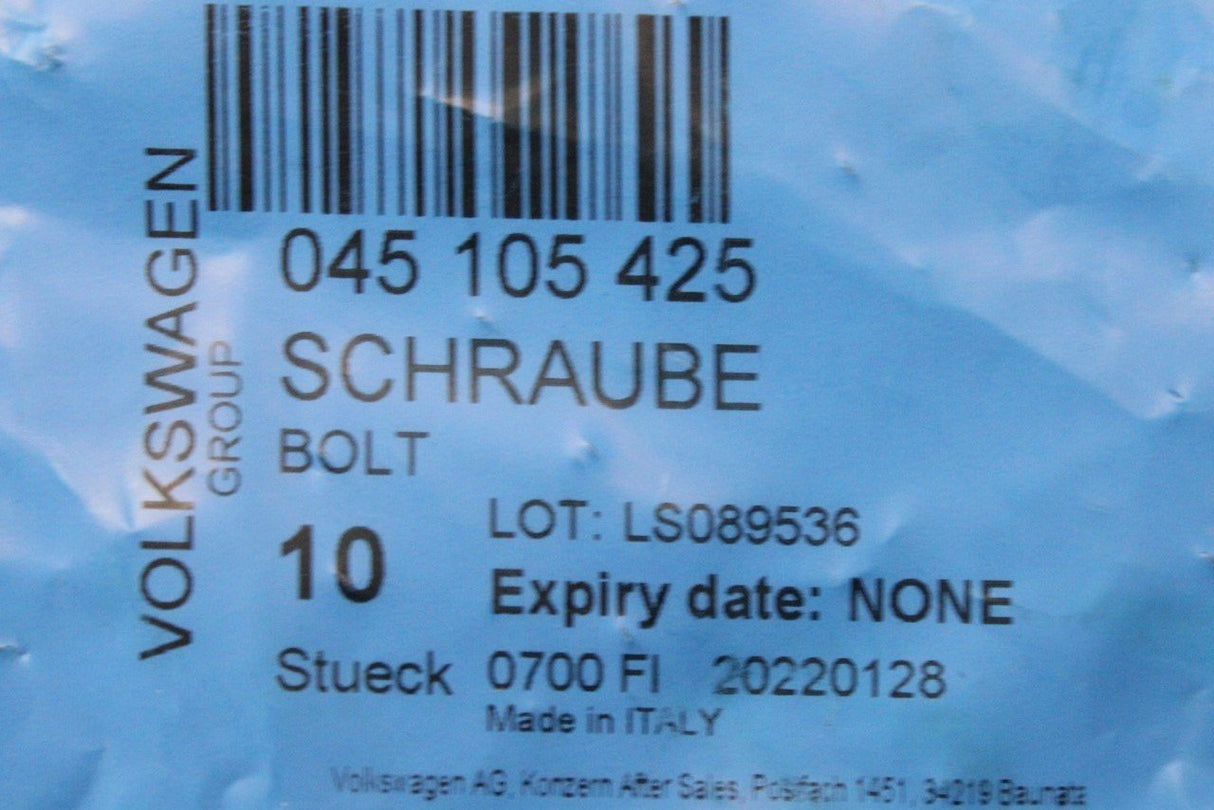 VOLKSWAGEN
GROUP
045 105 425
SCHRAUBE
BOLT
10
LOT: LS089536
Expiry date: NONE
Stueck 0700 FI 20220128
Made in ITALY
Volkswagen AG, Konzern After Sales, Postfach 1451, 34219 Baunata